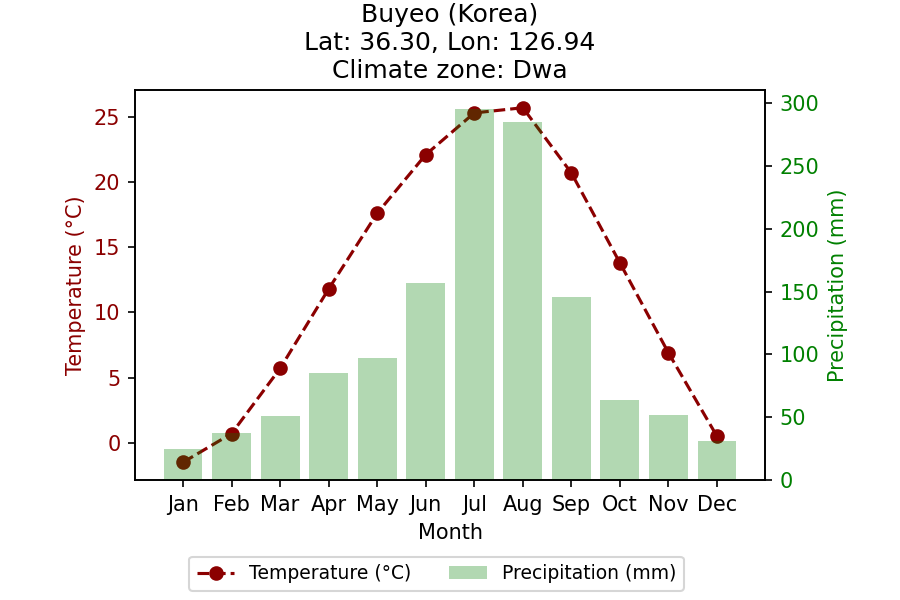 Buyeo (Korea)
Lat: 36.30, Lon: 126.94
Climate zone: Dwa
Temperature (°C)
25
20
15
10
5
0
300
250
200
150
100
50
0
Precipitation (mm)
Jan Feb Mar Apr May Jun Jul Aug Sep Oct Nov Dec
Month
Temperature (°C) Precipitation (mm)